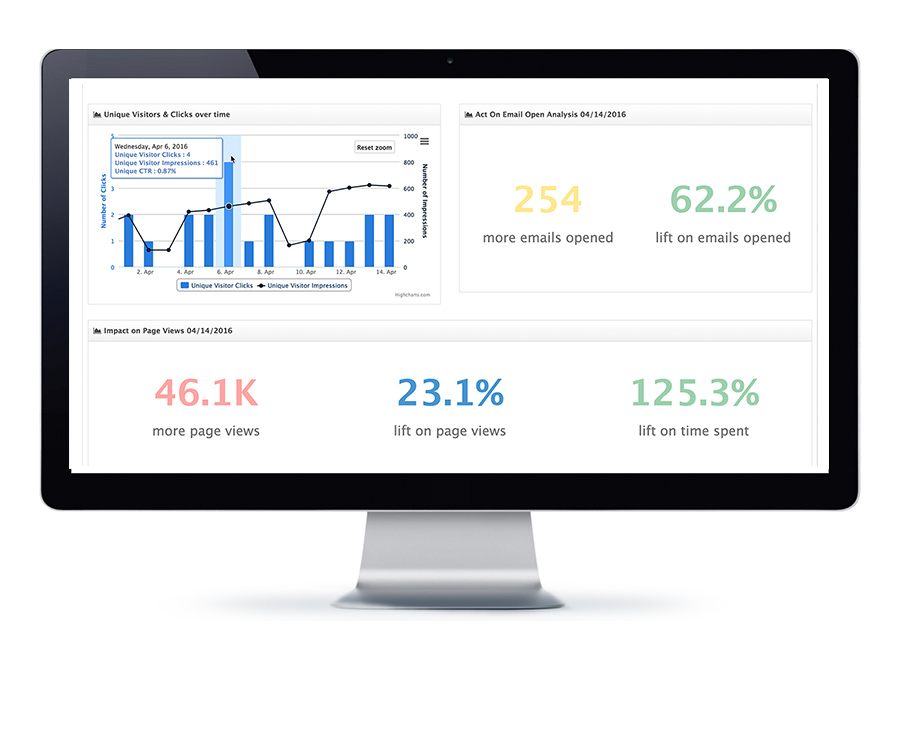 Unique Visitors & Clicks over time
5
1000
Wednesday, Apr 6, 2016
Unique Visitor Clicks : 4
Unique Visitor Impressions : 461
Unique CTR : 0.87%
Reset zoom
800
3
600
2
400
1
200
0
0
Number of Clicks
Number of Impressions
2. Apr
4. Apr
6. Apr
8. Apr
10. Apr
12. Apr
14. Apr
Unique Visitor Clicks
Unique Visitor Impressions
Highcharts.com
Act On Email Open Analysis 04/14/2016
254
more emails opened
62.2%
lift on emails opened
Impact on Page Views 04/14/2016
46.1K
more page views
23.1%
lift on page views
125.3%
lift on time spent